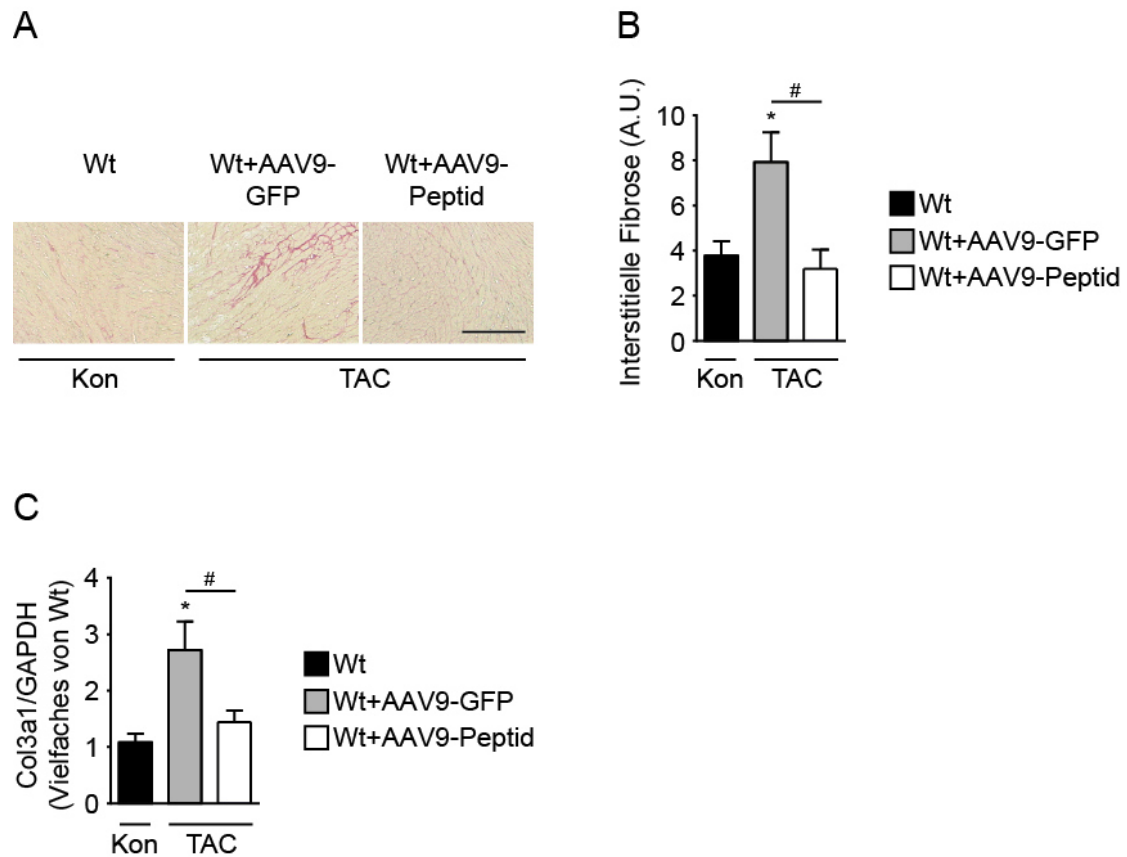 A
Wt
Wt+AAV9-
GFP
Wt+AAV9-
Peptid
Kon
TAC
B
Interstitielle Fibrose (A.U.)
10
8
6
4
2
0
*
#
Kon
TAC
Wt
Wt+AAV9-GFP
Wt+AAV9-Peptid
C
Col3a1/GAPDH
(Vielfaches von Wt)
4
3
2
1
0
*
#
Kon
TAC
Wt
Wt+AAV9-GFP
Wt+AAV9-Peptid